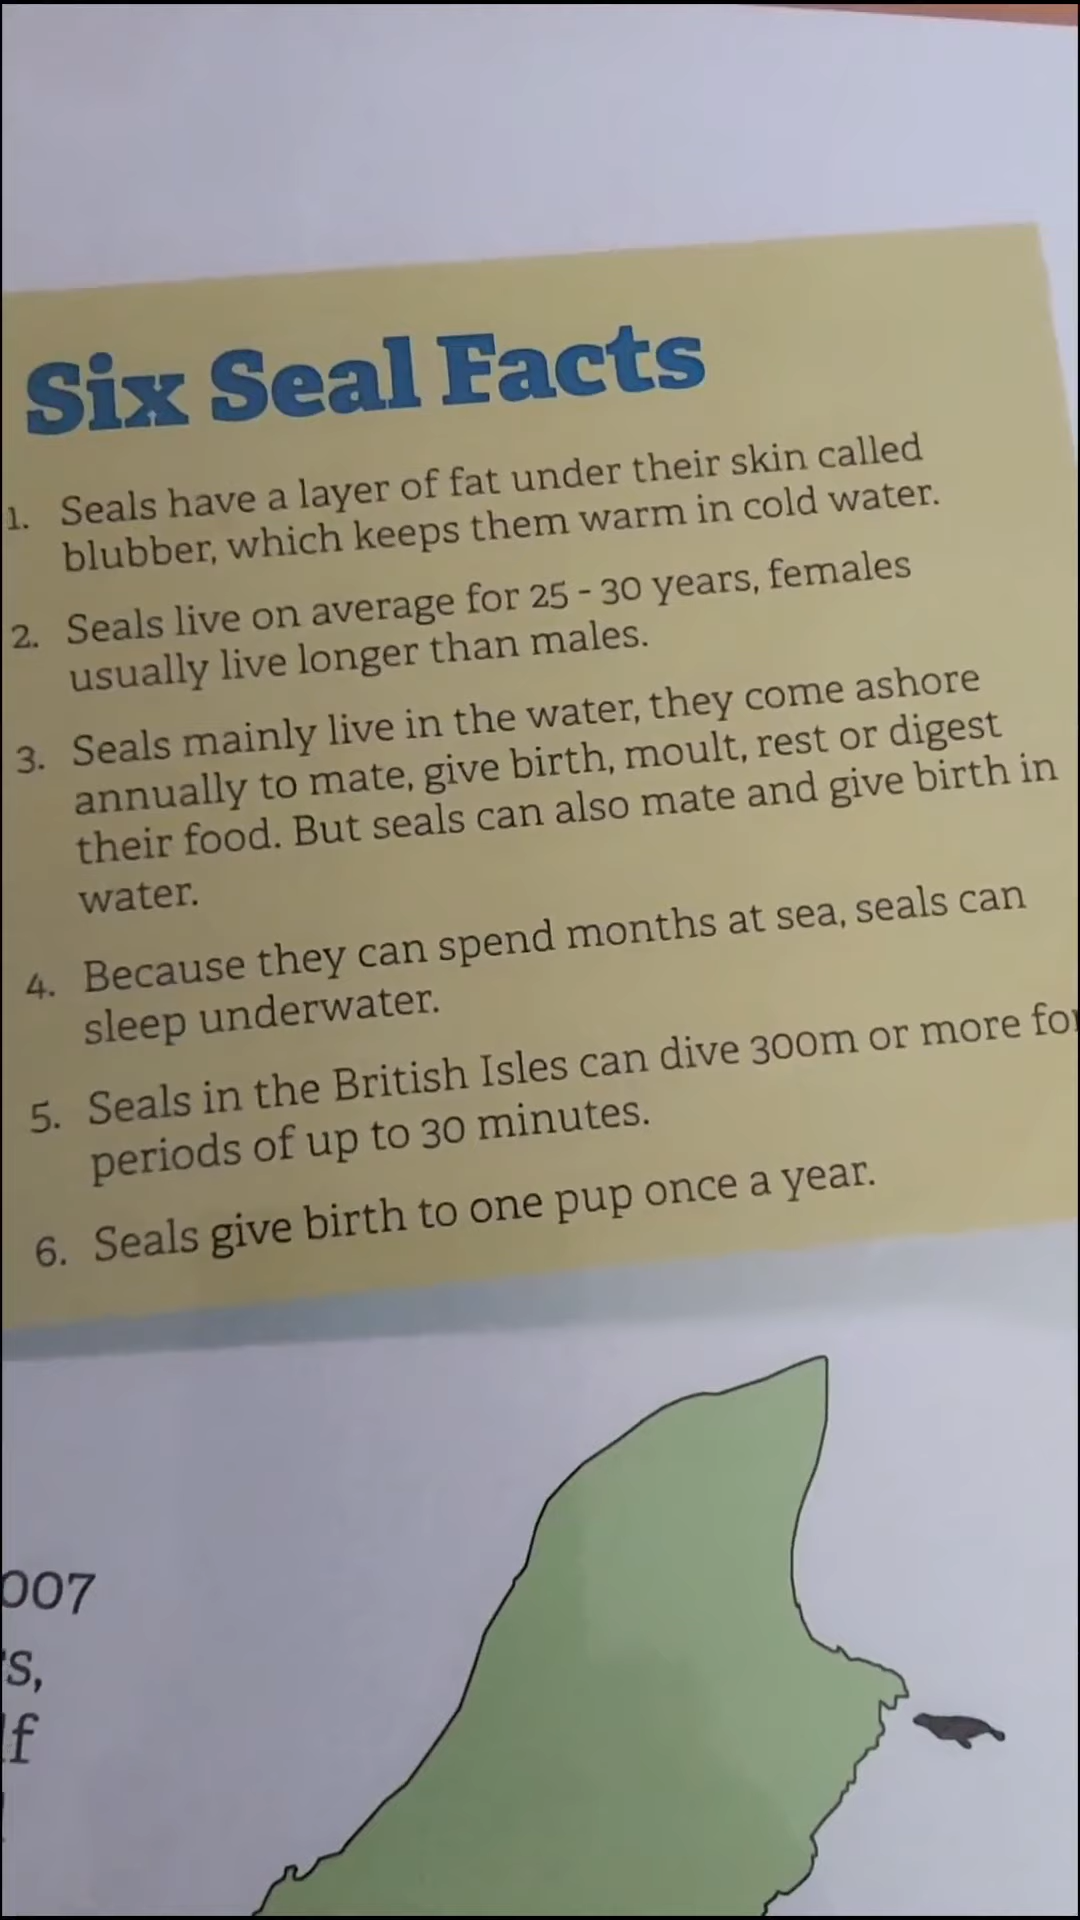 Six Seal Facts
1. Seals have a layer of fat under their skin called
blubber, which keeps them warm in cold water.
2. Seals live on average for 25 - 30 years, females
usually live longer than males.
3. Seals mainly live in the water, they come ashore
annually to mate, give birth, moult, rest or digest
their food. But seals can also mate and give birth in
water.
4. Because they can spend months at sea, seals can
sleep underwater.
5. Seals in the British Isles can dive 300m or more for
periods of up to 30 minutes.
6. Seals give birth to one pup once a year.
007
s,
lf